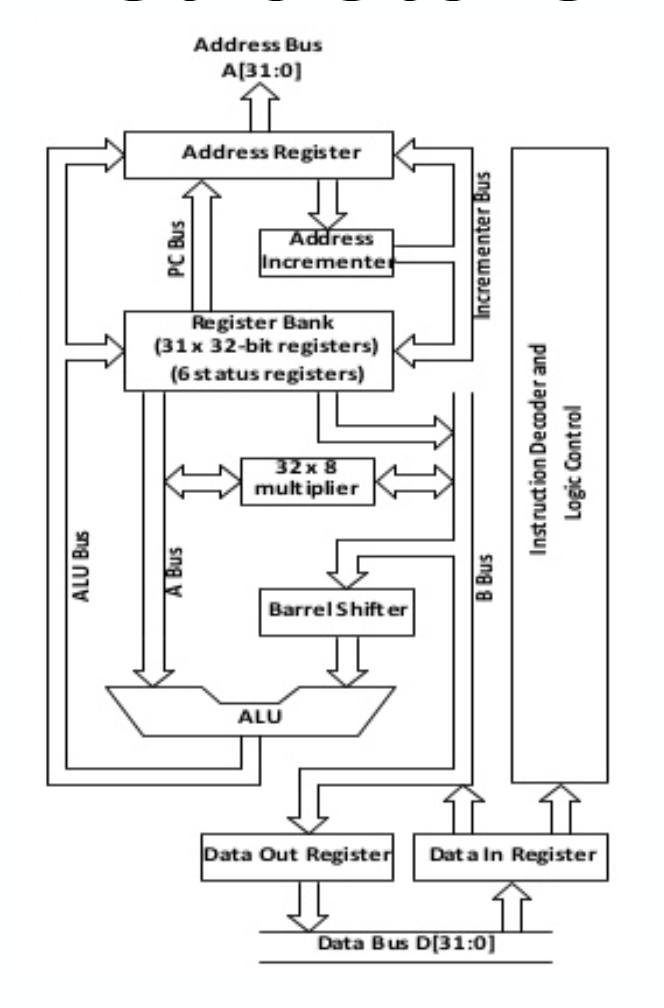 Address Bus
A[31:0]
Address Register
Address
Incrementer
PC Bus
Incrementer Bus
Register Bank
(31 x 32-bit registers)
(6 status registers)
32 x 8
multiplier
ALU Bus
A Bus
B Bus
Instruction Decoder and
Logic Control
Barrel Shifter
ALU
Data Out Register
Data In Register
Data Bus D[31:0]